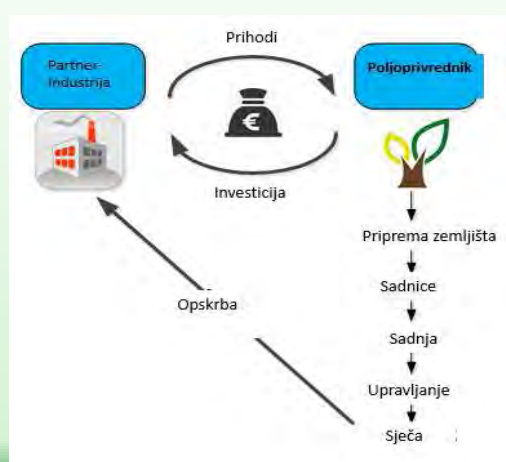 Prihodi
Partner-
Industrija
Poljoprivrednik
€
Investicija
Priprema zemljišta
Sadnice
Opskrba
Sadnja
Upravljanje
Sječa